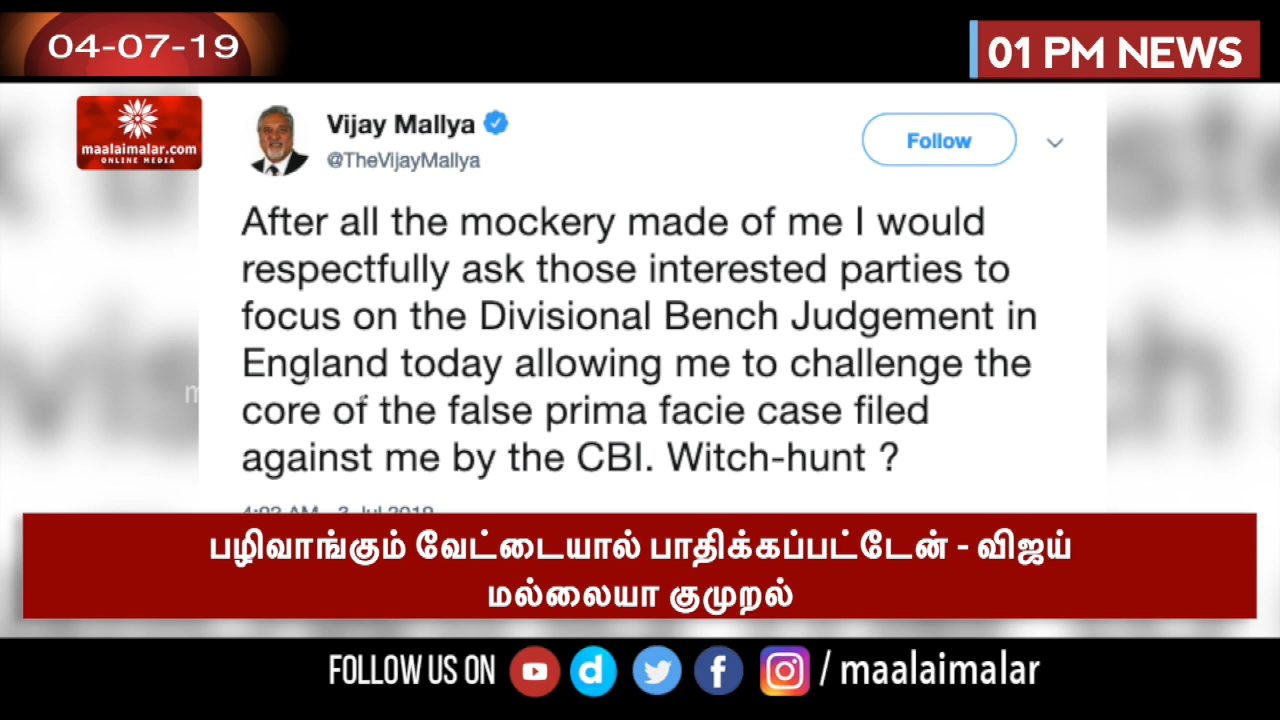 04-07-19
01 PM NEWS
maalaimalar.com
ONLINE MEDIA
Vijay Mallya
@TheVijayMallya
Follow
After all the mockery made of me I would
respectfully ask those interested parties to
focus on the Divisional Bench Judgement in
England today allowing me to challenge the
core of the false prima facie case filed
against me by the CBI. Witch-hunt ?
பழிவாங்கும் வேட்டையால் பாதிக்கப்பட்டேன் - விஜய்
மல்லையா குமுறல்
FOLLOW US ON / maalaimalar